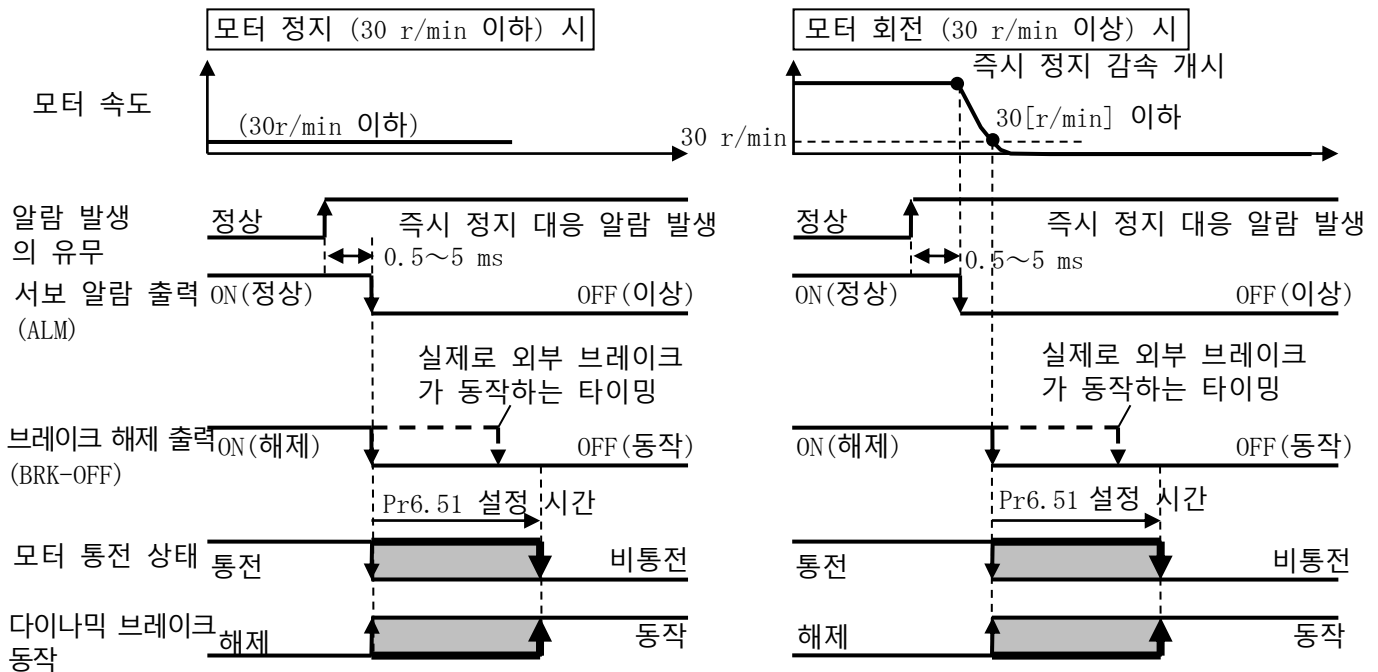 모터 정지 (30 r/min 이하) 시
모터 회전 (30 r/min 이상) 시
즉시 정지 감속 개시
모터 속도
(30r/min 이하)
30 r/min
30[r/min] 이하
알람 발생
의 유무
정상
즉시 정지 대응 알람 발생
정상
즉시 정지 대응 알람 발생
0.5~5 ms
0.5~5 ms
서보 알람 출력
(ALM)
ON(정상)
OFF(이상)
ON(정상)
OFF(이상)
실제로 외부 브레이크
가 동작하는 타이밍
실제로 외부 브레이크
가 동작하는 타이밍
브레이크 해제 출력
(BRK-OFF)
ON(해제)
OFF(동작)
ON(해제)
OFF(동작)
Pr6.51 설정 시간
Pr6.51 설정 시간
모터 통전 상태
통전
비통전
통전
비통전
다이나믹 브레이크
동작
해제
동작
해제
동작